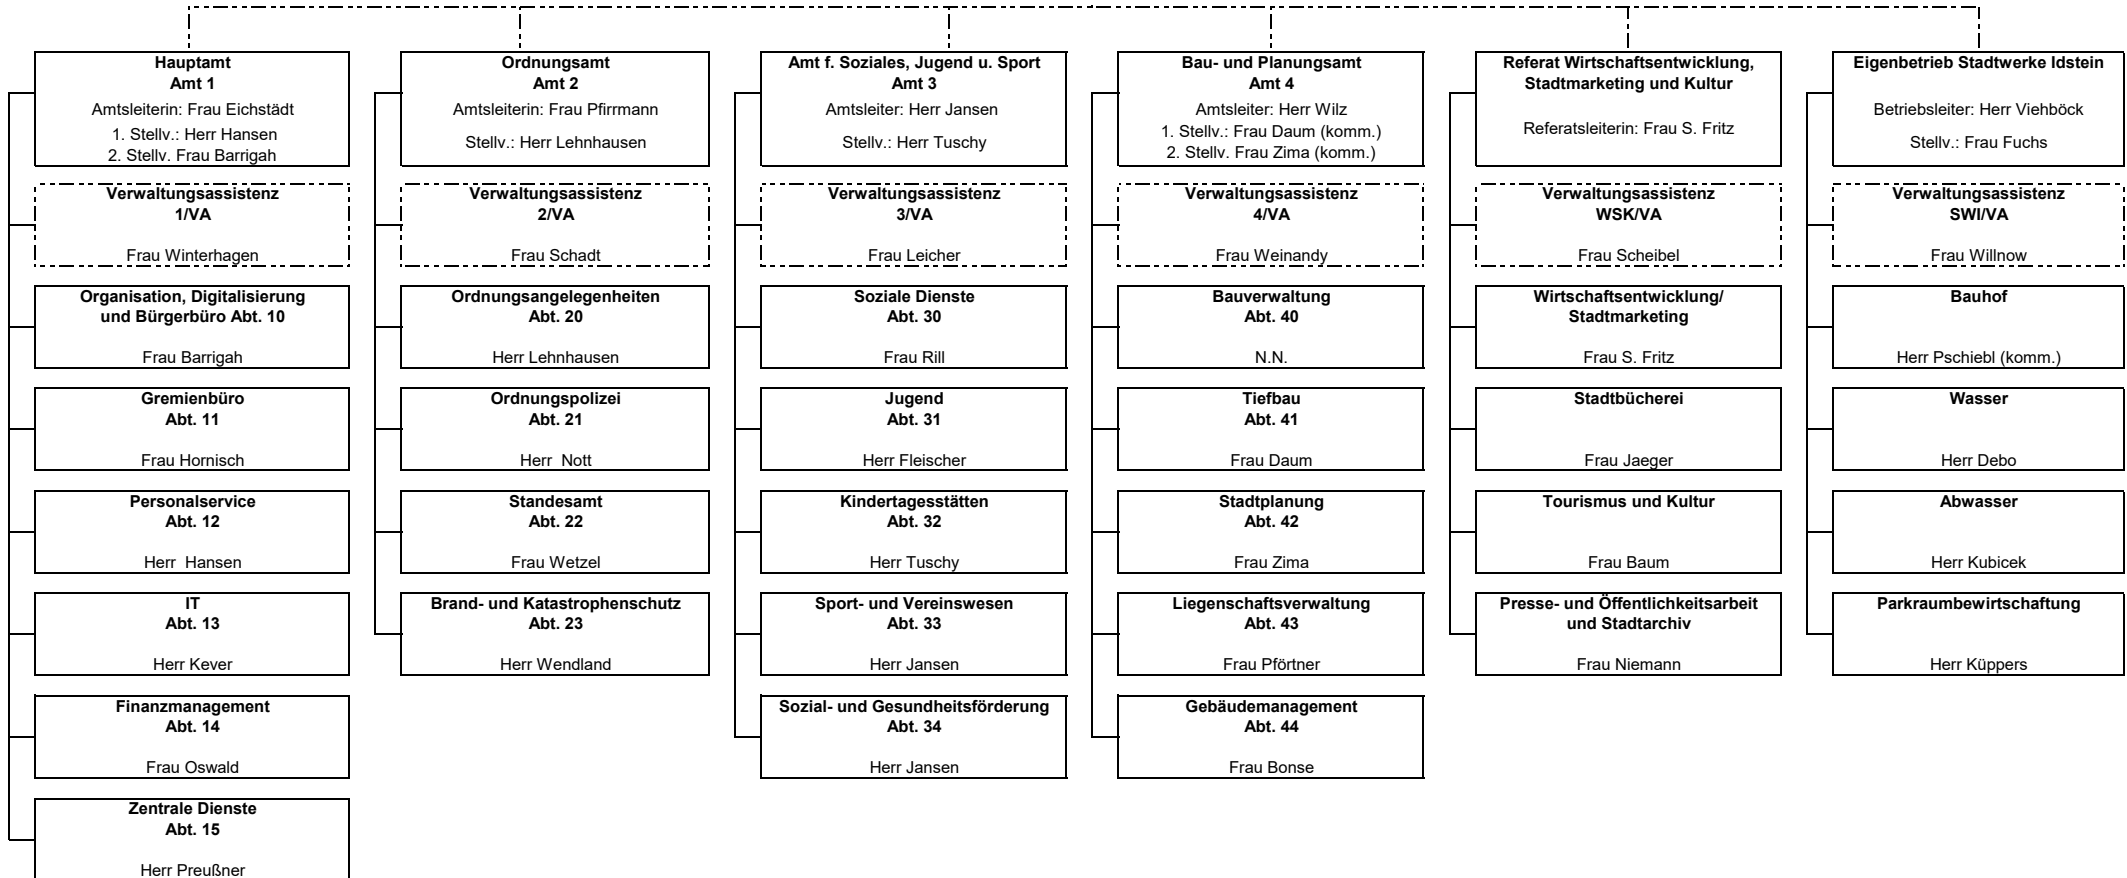 Hauptamt
Amt 1
Amtsleiterin: Frau Eichstädt
1. Stellv.: Herr Hansen
2. Stellv. Frau Barrigah
Verwaltungsassistenz
1/VA
Frau Winterhagen
Organisation, Digitalisierung
und Bürgerbüro Abt. 10
Frau Barrigah
Gremienbüro
Abt. 11
Frau Hornisch
Personalservice
Abt. 12
Herr  Hansen
IT
Abt. 13
Herr Kever
Finanzmanagement
Abt. 14
Frau Oswald
Zentrale Dienste
Abt. 15
Herr Preußner
Ordnungsamt
Amt 2
Amtsleiterin: Frau Pfirrmann
Stellv.: Herr Lehnhausen
Verwaltungsassistenz
2/VA
Frau Schadt
Ordnungsangelegenheiten
Abt. 20
Herr Lehnhausen
Ordnungspolizei
Abt. 21
Herr  Nott
Standesamt
Abt. 22
Frau Wetzel
Brand- und Katastrophenschutz
Abt. 23
Herr Wendland
Amt f. Soziales, Jugend u. Sport
Amt 3
Amtsleiter: Herr Jansen
Stellv.: Herr Tuschy
Verwaltungsassistenz
3/VA
Frau Leicher
Soziale Dienste
Abt. 30
Frau Rill
Jugend
Abt. 31
Herr Fleischer
Kindertagesstätten
Abt. 32
Herr Tuschy
Sport- und Vereinswesen
Abt. 33
Herr Jansen
Sozial- und Gesundheitsförderung
Abt. 34
Herr Jansen
Bau- und Planungsamt
Amt 4
Amtsleiter: Herr Wilz
1. Stellv.: Frau Daum (komm.)
2. Stellv. Frau Zima (komm.)
Verwaltungsassistenz
4/VA
Frau Weinandy
Bauverwaltung
Abt. 40
N.N.
Tiefbau
Abt. 41
Frau Daum
Stadtplanung
Abt. 42
Frau Zima
Liegenschaftsverwaltung
Abt. 43
Frau Pförtner
Gebäudemanagement
Abt. 44
Frau Bonse
Referat Wirtschaftsentwicklung,
Stadtmarketing und Kultur
Referatsleiterin: Frau S. Fritz
Verwaltungsassistenz
WSK/VA
Frau Scheibel
Wirtschaftsentwicklung/
Stadtmarketing
Frau S. Fritz
Stadtbücherei
Frau Jaeger
Tourismus und Kultur
Frau Baum
Presse- und Öffentlichkeitsarbeit
und Stadtarchiv
Frau Niemann
Eigenbetrieb Stadtwerke Idstein
Betriebsleiter: Herr Viehböck
Stellv.: Frau Fuchs
Verwaltungsassistenz
SWI/VA
Frau Willnow
Bauhof
Herr Pschiebl (komm.)
Wasser
Herr Debo
Abwasser
Herr Kubicek
Parkraumbewirtschaftung
Herr Küppers